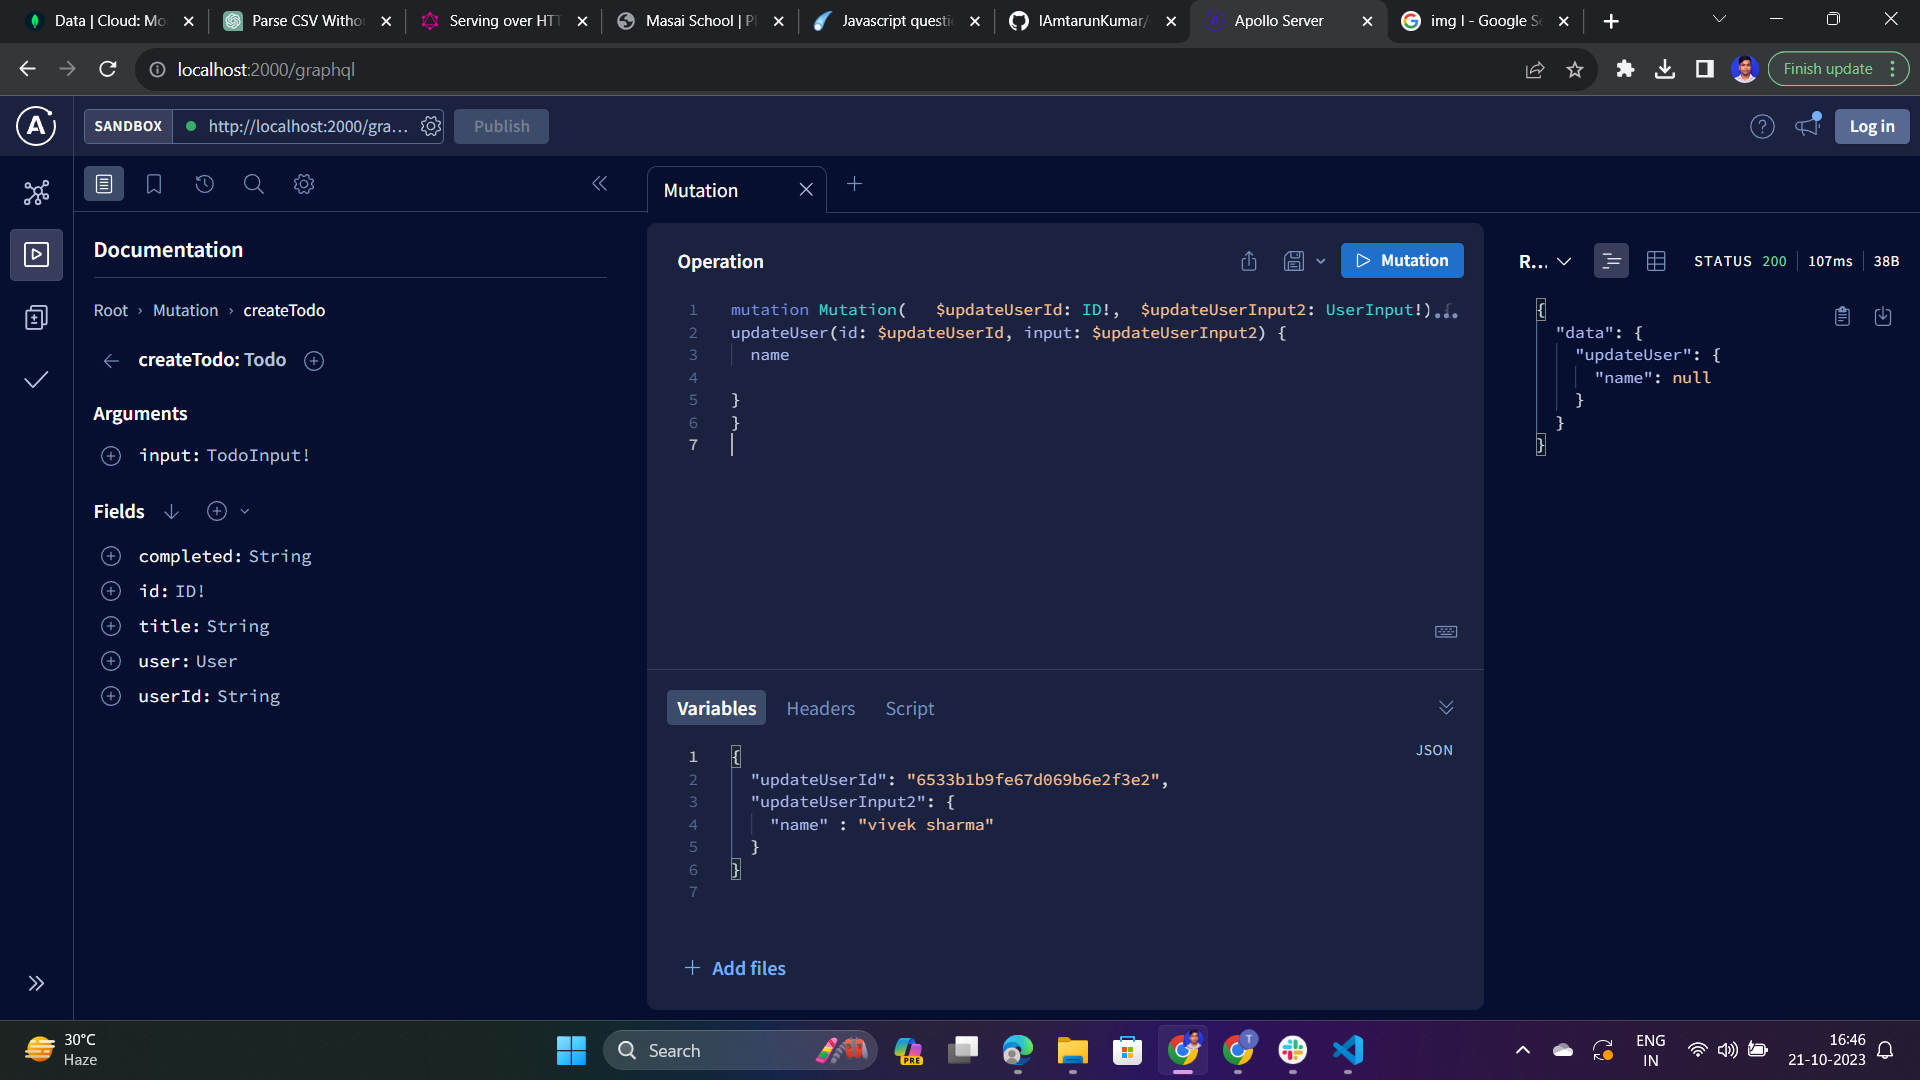 Data | Cloud: Mo
Parse CSV Witho
Serving over HTT
Masai School | P
Javascript questi
IAmtarunKumar/
Apollo Server
img l - Google Se
localhost:2000/graphql
Finish update
SANDBOX
http://localhost:2000/gra...
Publish
Log in
Mutation
Documentation
Root › Mutation › createTodo
createTodo: Todo
Arguments
input: TodoInput!
Fields
completed: String
id: ID!
title: String
user: User
userId: String
Operation
Mutation
1 mutation Mutation( $updateUserId: ID!, $updateUserInput2: UserInput!) {...
2 updateUser(id: $updateUserId, input: $updateUserInput2) {
3 name
4
5 }
6 }
7
Variables Headers Script
JSON
1 {
2 "updateUserId": "6533b1b9fe67d069b6e2f3e2",
3 "updateUserInput2": {
4 "name" : "vivek sharma"
5 }
6 }
7
+ Add files
R...
STATUS 200 107ms 38B
{
"data": {
"updateUser": {
"name": null
}
}
}
30°C
Haze
Search
PRE
T
ENG
IN
16:46
21-10-2023